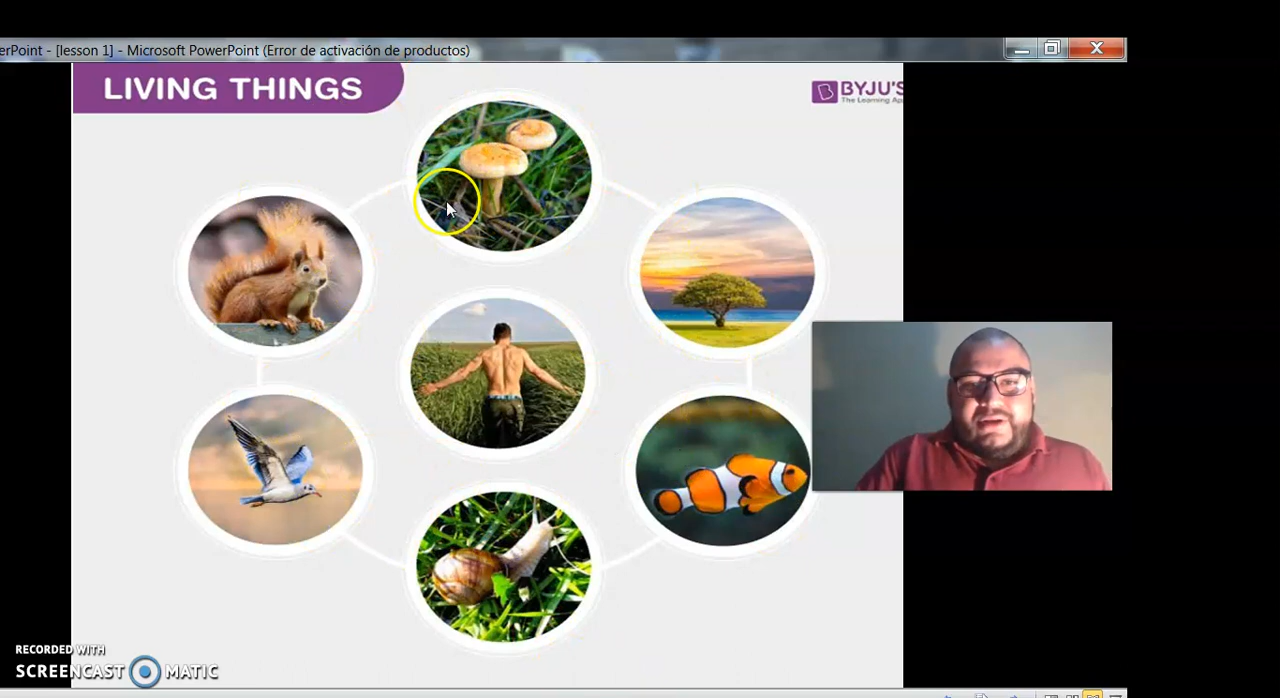 erPoint - [lesson 1] - Microsoft PowerPoint (Error de activación de productos)
LIVING THINGS
BYJU'S
The Learning Ap
RECORDED WITH
SCREENCAST MATIC